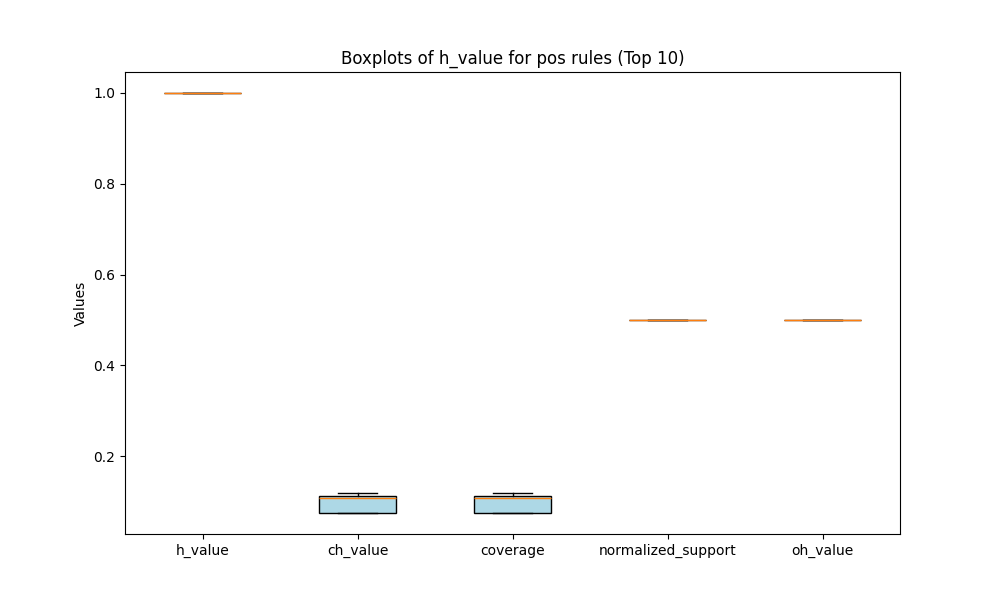 Boxplots of h_value for pos rules (Top 10)
Values
1.0
0.8
0.6
0.4
0.2
h_value
ch_value
coverage
normalized_support
oh_value